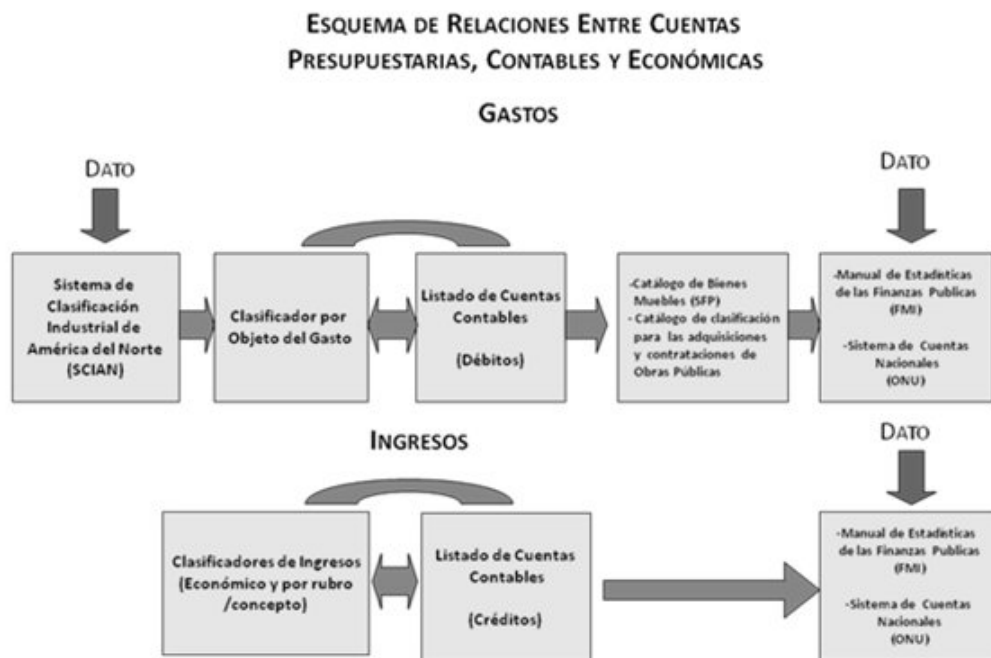 ESQUEMA DE RELACIONES ENTRE CUENTAS
PRESUPUESTARIAS, CONTABLES Y ECONÓMICAS
GASTOS
DATO
DATO
Sistema de
Clasificación
Industrial de
América del Norte
(SCIAN)
Clasificador por
Objeto del Gasto
Listado de Cuentas
Contables
(Débitos)
-Catálogo de Bienes
Muebles (SFP)
- Catálogo de clasificación
para las adquisiciones
y contrataciones de
Obras Públicas
-Manual de Estadísticas
de las Finanzas Publicas
(FMI)
-Sistema de Cuentas
Nacionales
(ONU)
INGRESOS
DATO
Clasificadores de Ingresos
(Económico y por rubro
/concepto)
Listado de Cuentas
Contables
(Créditos)
-Manual de Estadísticas
de las Finanzas Publicas
(FMI)
-Sistema de Cuentas
Nacionales
(ONU)